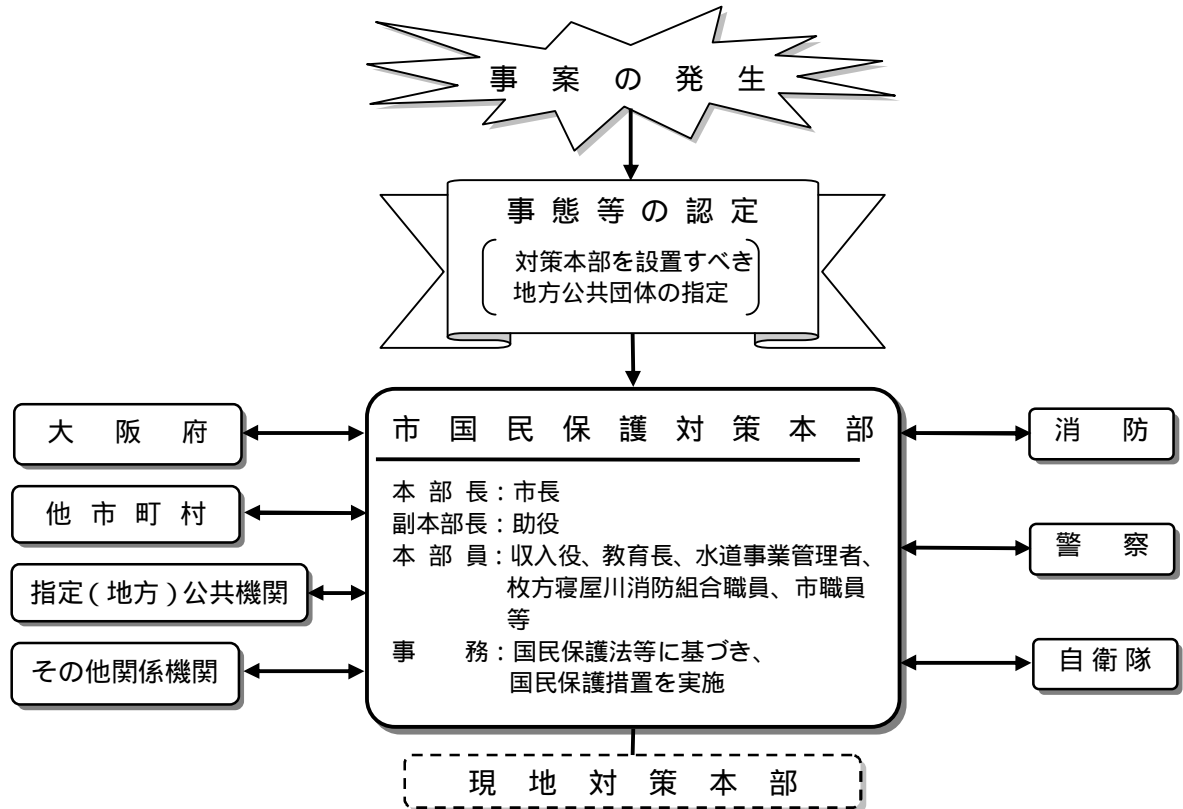 事案の発生
事態等の認定
対策本部を設置すべき
地方公共団体の指定
市国民保護対策本部
本部長：市長
副本部長：助役
本部員：収入役、教育長、水道事業管理者、
枚方寝屋川消防組合職員、市職員
等
事務：国民保護法等に基づき、
国民保護措置を実施
大阪府
他市町村
指定（地方）公共機関
その他関係機関
消防
警察
自衛隊
現地対策本部